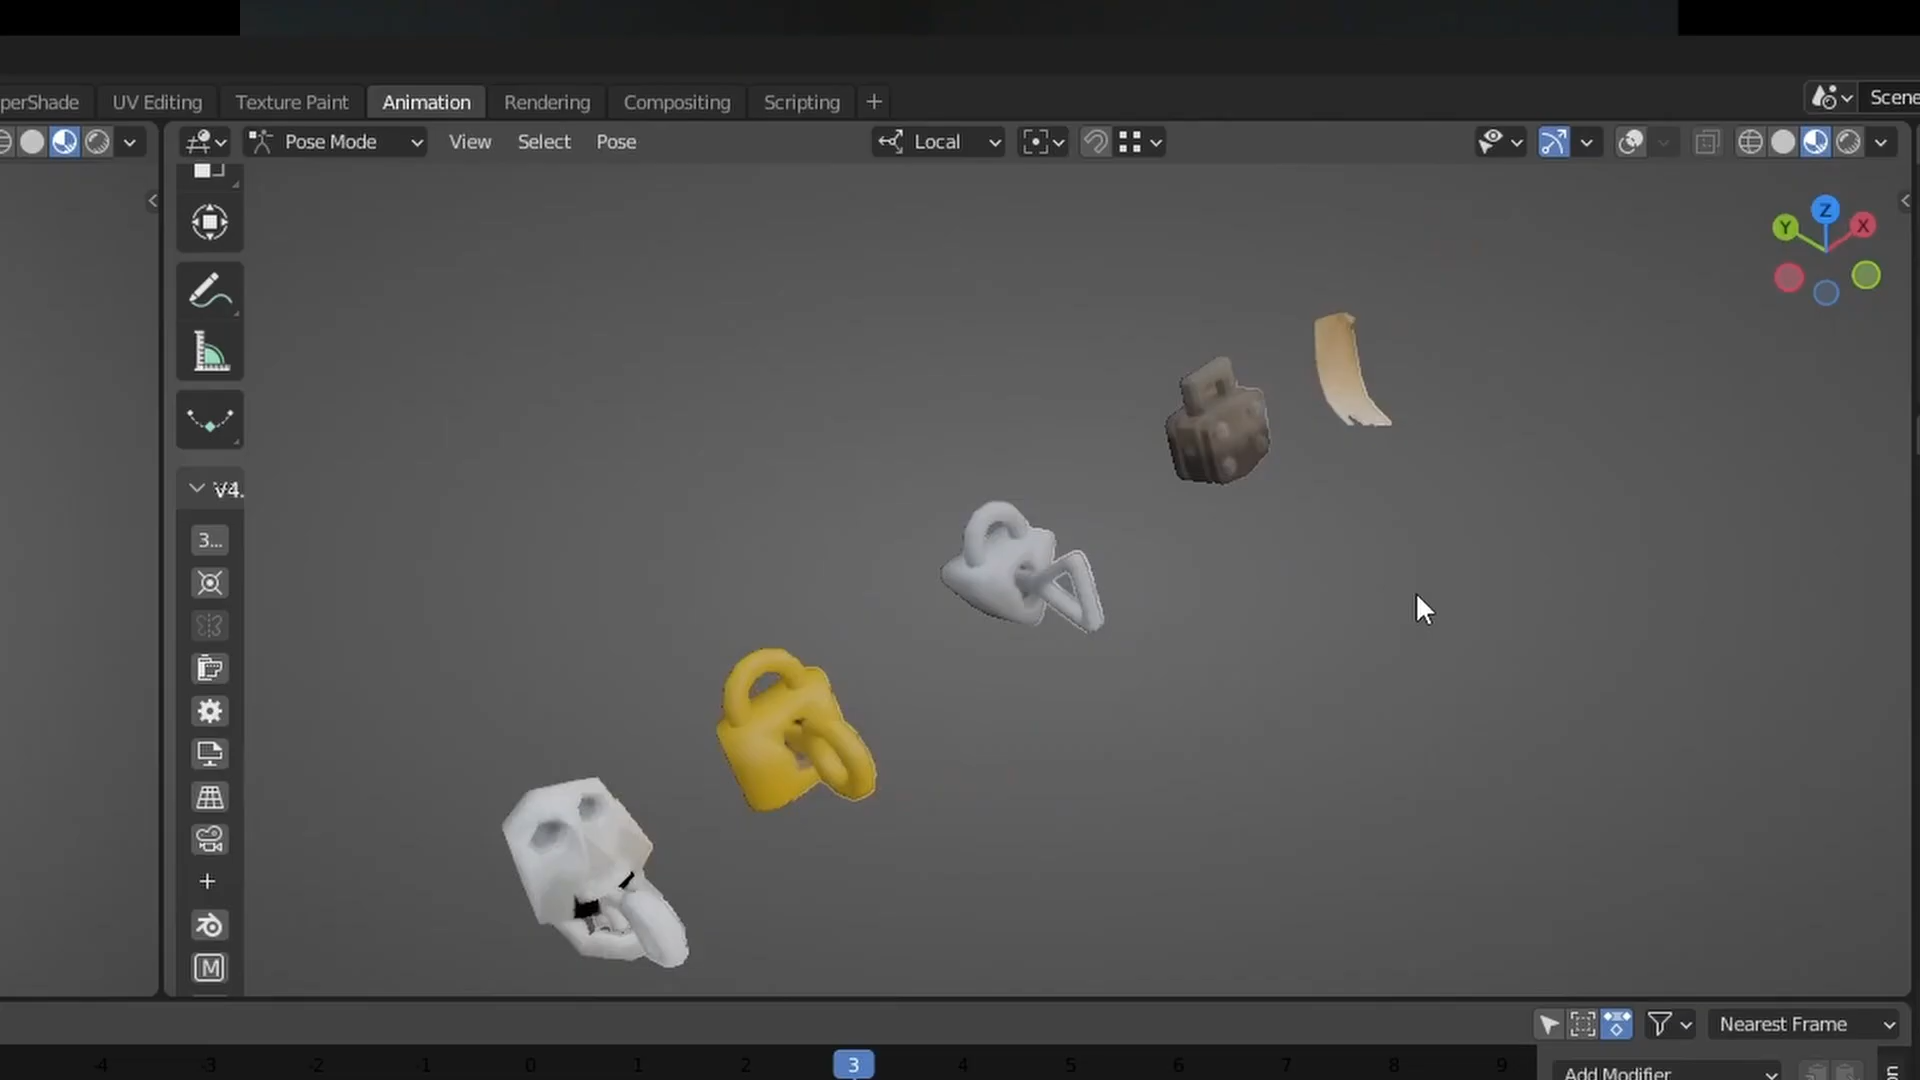 perShade UV Editing Texture Paint Animation Rendering Compositing Scripting + Scene
Pose Mode View Select Pose Local
Z
Y X
V4.
3...
M
Nearest Frame
-4 -3 -2 -1 0 1 2 3 4 5 6 7 8 9
Add Modifier
on